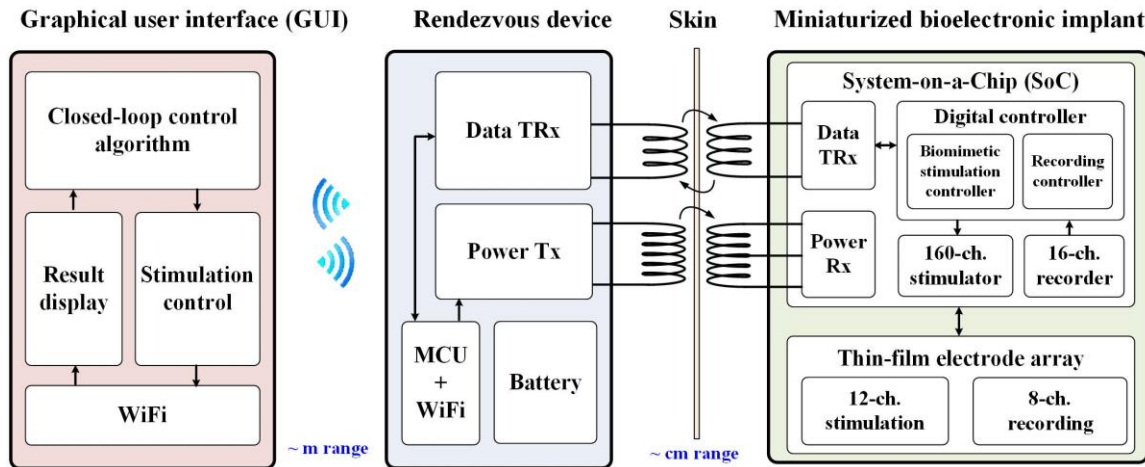 Graphical user interface (GUI)
Closed-loop control
algorithm
Result
display
Stimulation
control
WiFi
~ m range
Rendezvous device
Data TRx
Power Tx
MCU
+
WiFi
Battery
Skin
~ cm range
Miniaturized bioelectronic implant
System-on-a-Chip (SoC)
Data
TRx
Digital controller
Biomimetic
stimulation
controller
Recording
controller
Power
Rx
160-ch.
stimulator
16-ch.
recorder
Thin-film electrode array
12-ch.
stimulation
8-ch.
recording